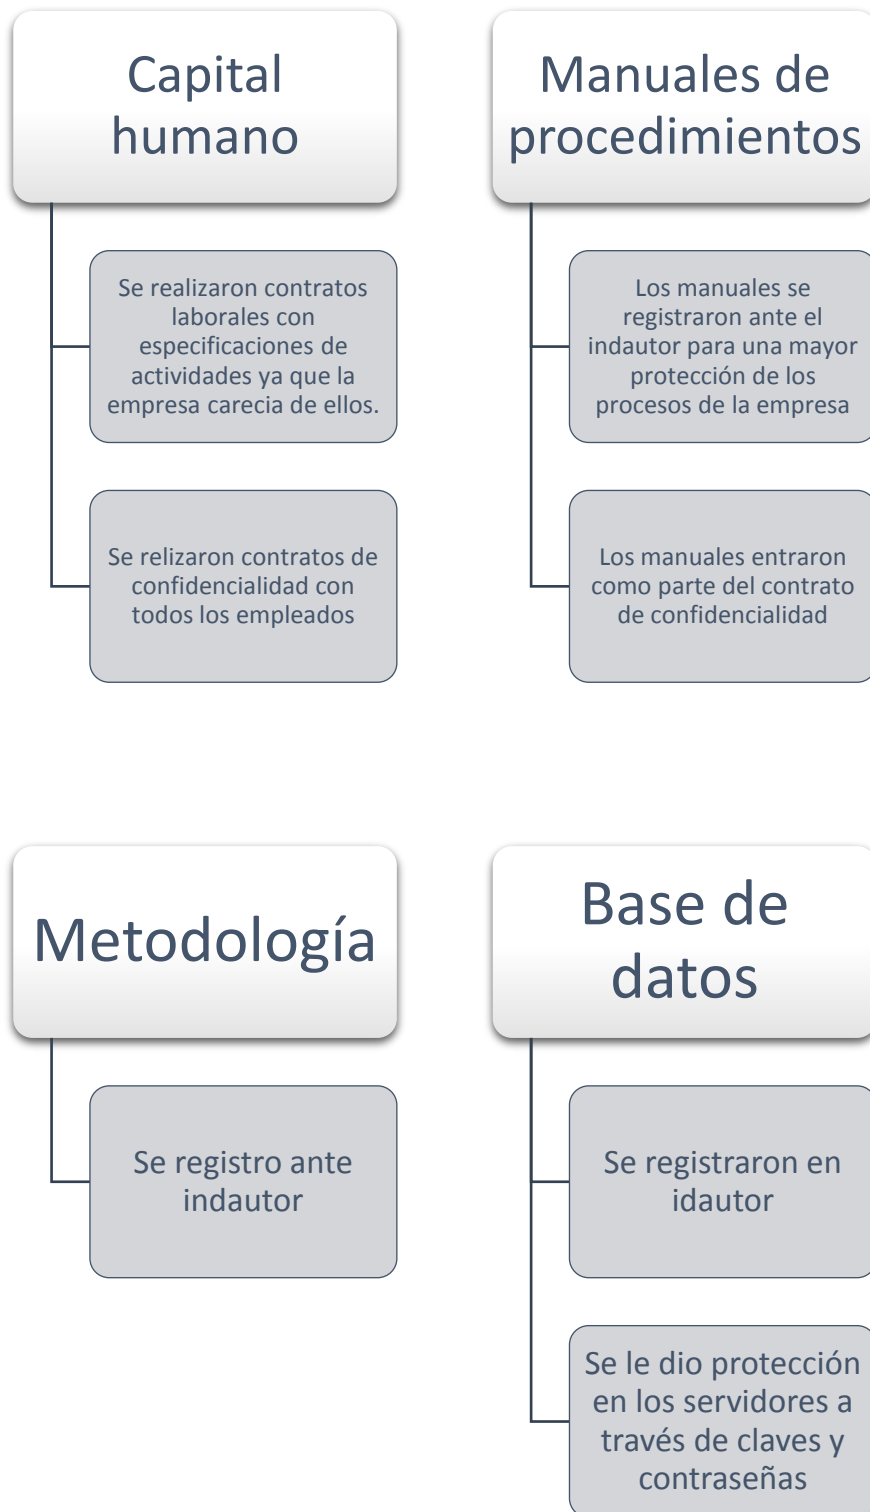 Capital
humano
Se realizaron contratos
laborales con
especificaciones de
actividades ya que la
empresa carecia de ellos.
Se relizaron contratos de
confidencialidad con
todos los empleados
Manuales de
procedimientos
Los manuales se
registraron ante el
indautor para una mayor
protección de los
procesos de la empresa
Los manuales entraron
como parte del contrato
de confidencialidad
Metodología
Se registro ante
indautor
Base de
datos
Se registraron en
idautor
Se le dio protección
en los servidores a
través de claves y
contraseñas